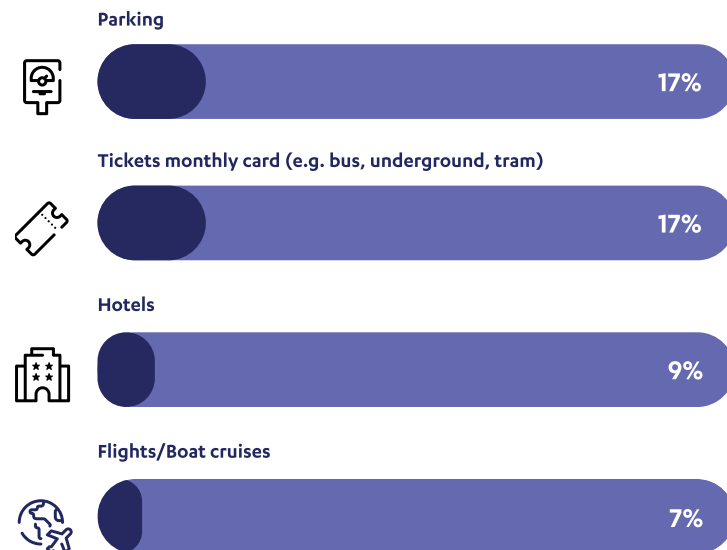 Parking
17%
Tickets monthly card (e.g. bus, underground, tram)
17%
Hotels
9%
Flights/Boat cruises
7%